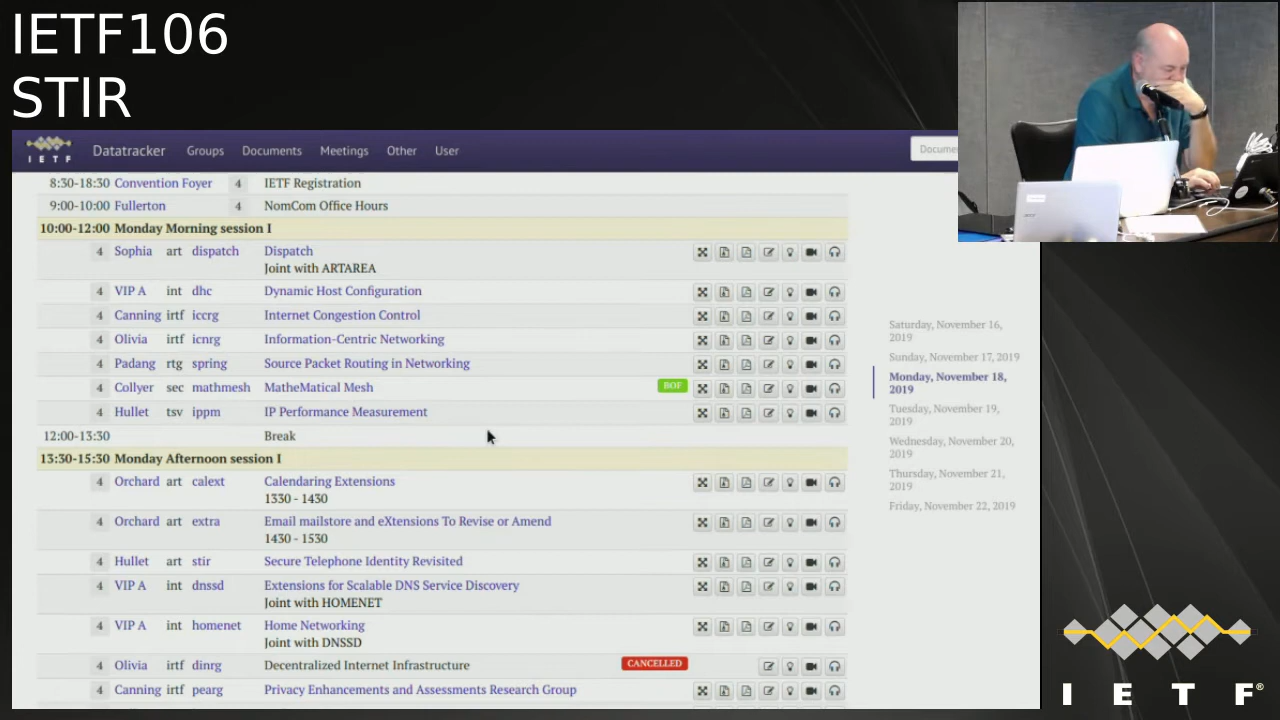 IETF106
STIR
I E T F
Datatracker Groups Documents Meetings Other User
Docume
8:30-18:30 Convention Foyer 4 IETF Registration
9:00-10:00 Fullerton 4 NomCom Office Hours
10:00-12:00 Monday Morning session I
4 Sophia art dispatch Dispatch
Joint with ARTAREA
4 VIP A int dhc Dynamic Host Configuration
4 Canning irtf iccrg Internet Congestion Control
4 Olivia irtf icnrg Information-Centric Networking
4 Padang rtg spring Source Packet Routing in Networking
4 Collyer sec mathmesh MatheMatical Mesh BOF
4 Hullet tsv ippm IP Performance Measurement
12:00-13:30 Break
13:30-15:30 Monday Afternoon session I
4 Orchard art calext Calendaring Extensions
1330 - 1430
4 Orchard art extra Email mailstore and eXtensions To Revise or Amend
1430 - 1530
4 Hullet art stir Secure Telephone Identity Revisited
4 VIP A int dnssd Extensions for Scalable DNS Service Discovery
Joint with HOMENET
4 VIP A int homenet Home Networking
Joint with DNSSD
4 Olivia irtf dinrg Decentralized Internet Infrastructure CANCELLED
4 Canning irtf pearg Privacy Enhancements and Assessments Research Group
Saturday, November 16,
2019
Sunday, November 17, 2019
Monday, November 18,
2019
Tuesday, November 19,
2019
Wednesday, November 20,
2019
Thursday, November 21,
2019
Friday, November 22, 2019
I E T F®